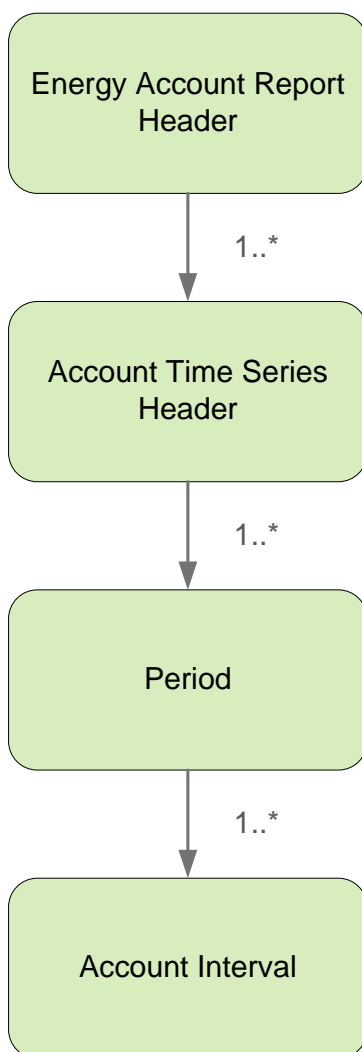 Energy Account Report
Header
1..*
Account Time Series
Header
1..*
Period
1..*
Account Interval